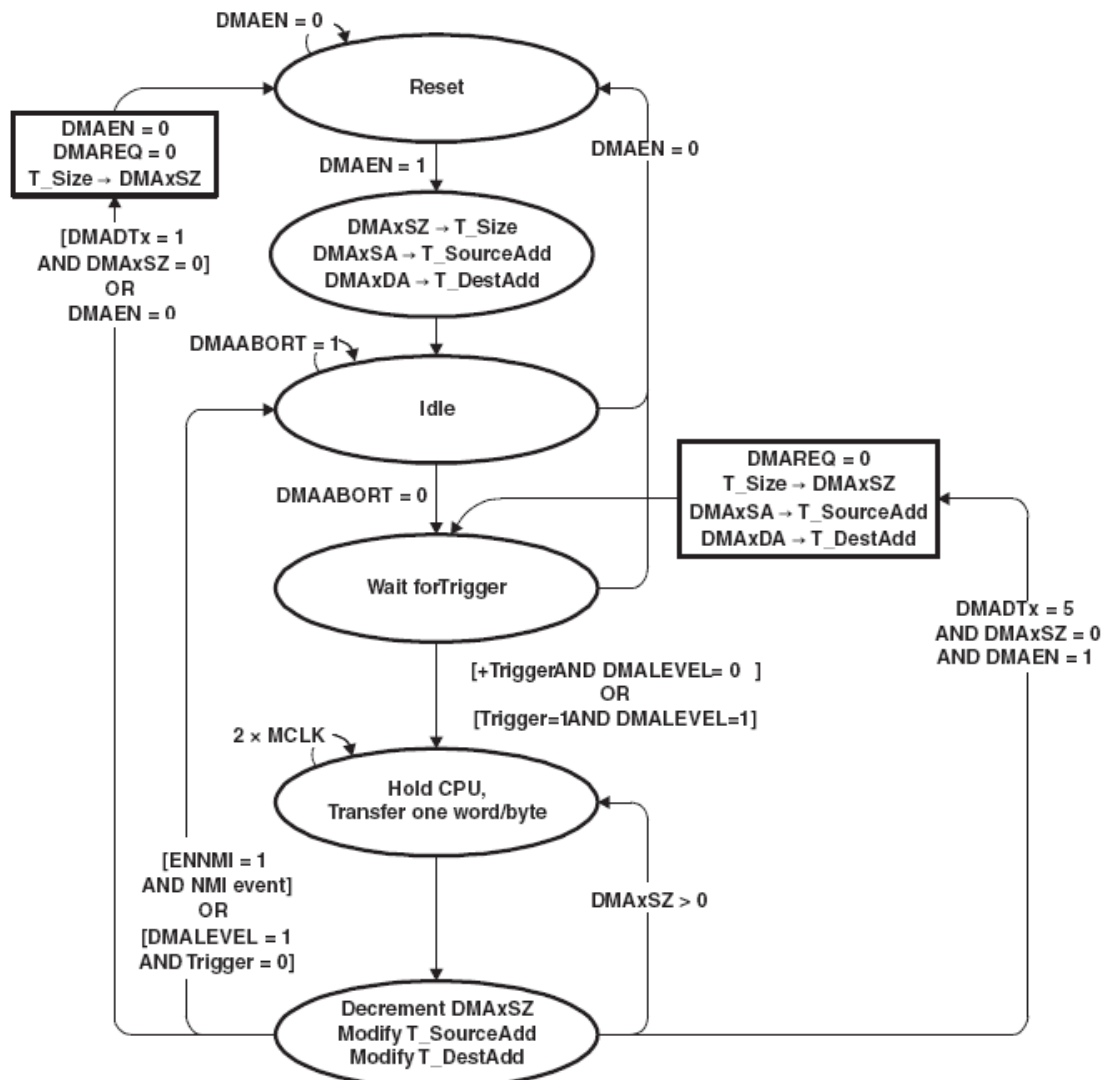 DMAEN = 0
Reset
DMAEN = 0
DMAREQ = 0
T_Size → DMAxSZ
DMAEN = 0
DMAEN = 1
[DMADTx = 1
AND DMAxSZ = 0]
OR
DMAEN = 0
DMAxSZ → T_Size
DMAxSA → T_SourceAdd
DMAxDA → T_DestAdd
DMAABORT = 1
Idle
DMAABORT = 0
DMAREQ = 0
T_Size → DMAxSZ
DMAxSA → T_SourceAdd
DMAxDA → T_DestAdd
Wait forTrigger
DMADTx = 5
AND DMAxSZ = 0
AND DMAEN = 1
[+TriggerAND DMALEVEL= 0 ]
OR
[Trigger=1AND DMALEVEL=1]
2 × MCLK
Hold CPU,
Transfer one word/byte
[ENNMI = 1
AND NMI event]
OR
[DMALEVEL = 1
AND Trigger = 0]
DMAxSZ > 0
Decrement DMAxSZ
Modify T_SourceAdd
Modify T_DestAdd